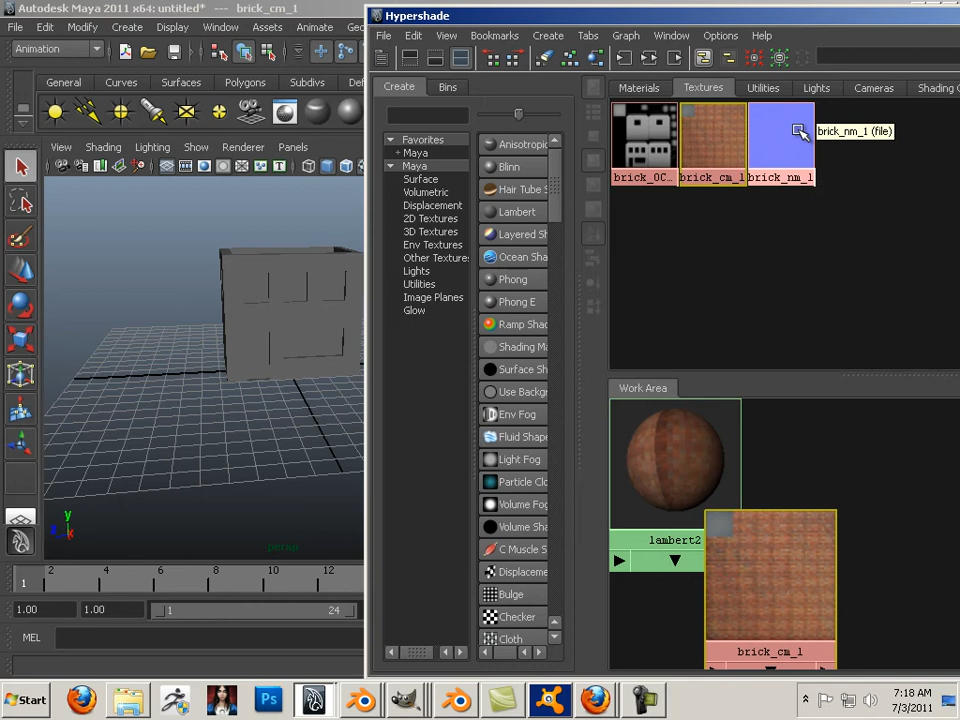 Autodesk Maya 2011 x64: untitled*   ---   brick_cm_1
File Edit Modify Create Display Window Assets Animate
Animation
General Curves Surfaces Polygons Subdivs
View Shading Lighting Show Renderer Panels
persp
y
x
2 4 6 8 10 12
1
1.00 1.00 1 24
MEL
Hypershade
File Edit View Bookmarks Create Tabs Graph Window Options Help
Create Bins
Favorites
+ Maya
Maya
Surface
Volumetric
Displacement
2D Textures
3D Textures
Env Textures
Other Textures
Lights
Utilities
Image Planes
Glow
Anisotropic
Blinn
Hair Tube S
Lambert
Layered Sh
Ocean Sha
Phong
Phong E
Ramp Shad
Shading Ma
Surface Sh
Use Backgr
Env Fog
Fluid Shape
Light Fog
Particle Clo
Volume Fog
Volume Sha
C Muscle S
Displaceme
Bulge
Checker
Cloth
Materials Textures Utilities Lights Cameras Shading
brick_OC... brick_cm_1 brick_nm_1
brick_nm_1 (file)
Work Area
lambert2
brick_cm_1
Start
Ps
7:18 AM
7/3/2011